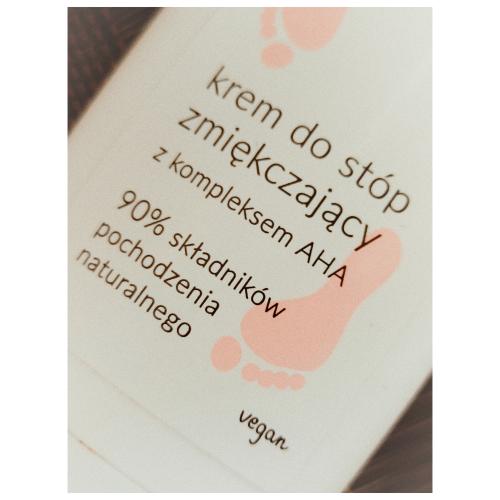 krem do stóp
zmiękczający
z kompleksem AHA
90% składników
pochodzenia
naturalnego
vegan